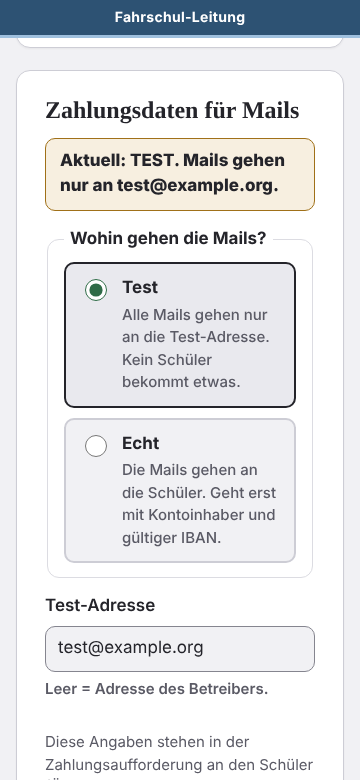 Fahrschul-Leitung
Zahlungsdaten für Mails
Aktuell: TEST. Mails gehen
nur an test@example.org.
Wohin gehen die Mails?
Test
Alle Mails gehen nur
an die Test-Adresse.
Kein Schüler
bekommt etwas.
Echt
Die Mails gehen an
die Schüler. Geht erst
mit Kontoinhaber und
gültiger IBAN.
Test-Adresse
test@example.org
Leer = Adresse des Betreibers.
Diese Angaben stehen in der
Zahlungsaufforderung an den Schüler